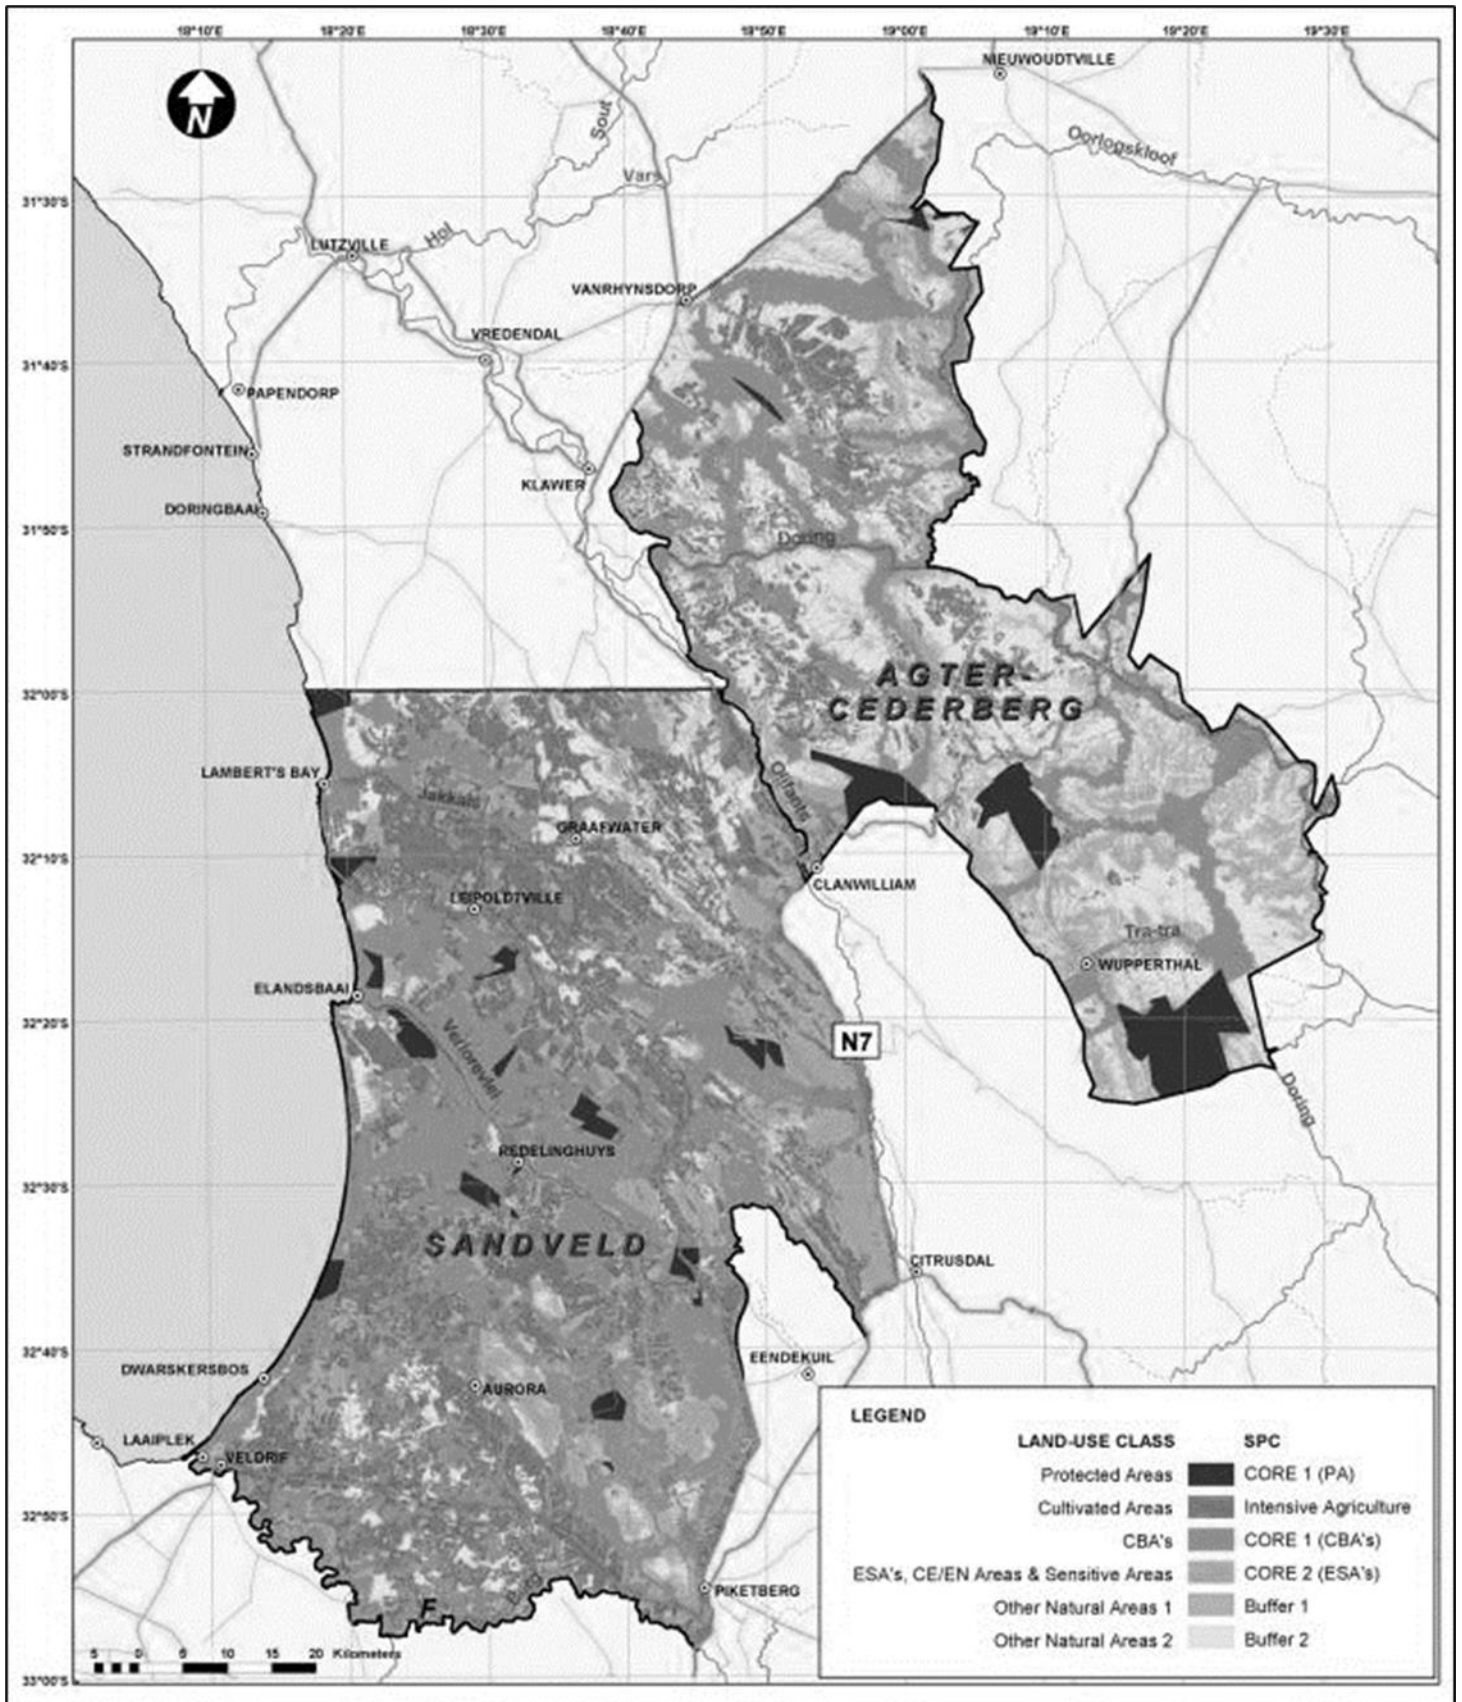 18°10'E 18°20'E 18°30'E 18°40'E 18°50'E 19°00'E 19°10'E 19°20'E 19°30'E
NIEUWOUDTVILLE
N
Sout
Oorlogskloof
Vars
31°30'S
Hol
LUTZVILLE
VANRHYNSDORP
VREDENDAL
31°40'S
PAPENDORP
STRANDFONTEIN
KLAWER
DORINGBAAI
31°50'S
Doring
AGTER-
CEDERBERG
32°00'S
LAMBERT'S BAY
Olifants
Jakkals
GRAAFWATER
32°10'S
CLANWILLIAM
LEIPOLDTVILLE
Tra-tra
WUPPERTHAL
ELANDSBAAI
32°20'S
Verlorevlei
N7
Doring
REDELINGHUYS
32°30'S
SANDVELD
CITRUSDAL
32°40'S
EENDEKUIL
DWARSKERSBOS
AURORA
LAAIPLEK
VELDRIF
32°50'S
PIKETBERG
33°00'S
5 0 5 10 15 20 Kilometers
LEGEND
LAND-USE CLASS SPC
Protected Areas CORE 1 (PA)
Cultivated Areas Intensive Agriculture
CBA's CORE 1 (CBA's)
ESA's, CE/EN Areas & Sensitive Areas CORE 2 (ESA's)
Other Natural Areas 1 Buffer 1
Other Natural Areas 2 Buffer 2